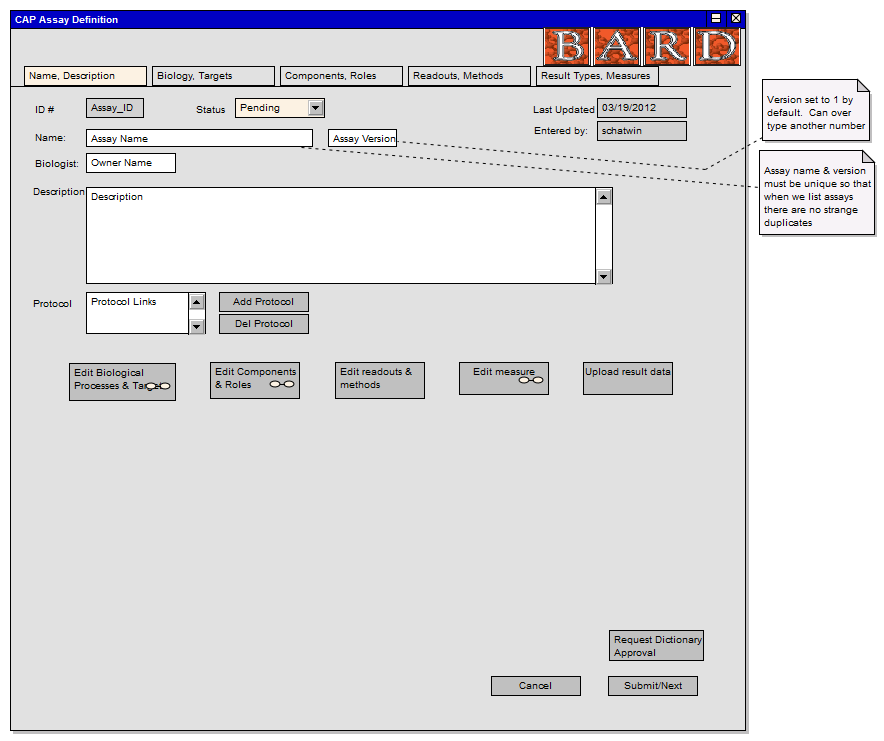 CAP Assay Definition
BARD
Name, Description
Biology, Targets
Components, Roles
Readouts, Methods
Result Types, Measures
ID #
Assay_ID
Status
Pending
Last Updated
03/19/2012
Entered by:
schatwin
Name:
Assay Name
Assay Version
Biologist:
Owner Name
Description
Description
Protocol
Protocol Links
Add Protocol
Del Protocol
Edit Biological
Processes & Targets
Edit Components
& Roles
Edit readouts &
methods
Edit measure
Upload result data
Request Dictionary
Approval
Cancel
Submit/Next
Version set to 1 by
default. Can over
type another number
Assay name & version
must be unique so that
when we list assays
there are no strange
duplicates